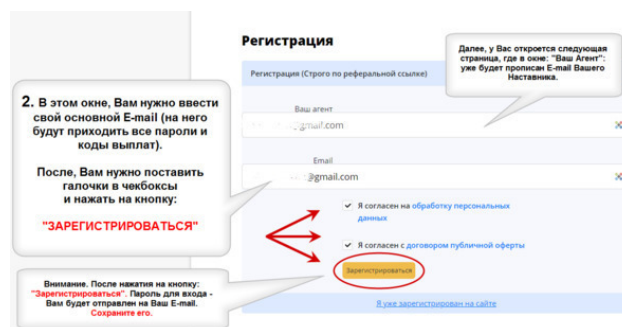 Регистрация
Регистрация (Строго по реферальной ссылке)
Далее, у Вас откроется следующая
страница, где в окне: "Ваш Агент":
уже будет прописан E-mail Вашего
Наставника.
Ваш агент
@gmail.com
2. В этом окне, Вам нужно ввести
свой основной E-mail (на него
будут приходить все пароли и
коды выплат).
После, Вам нужно поставить
галочки в чекбоксы
и нажать на кнопку:
"ЗАРЕГИСТРИРОВАТЬСЯ"
Email
@gmail.com
Я согласен на обработку персональных
данных
Я согласен с договором публичной оферты
Зарегистрироваться
Внимание. После нажатия на кнопку:
"Зарегистрироваться". Пароль для входа -
Вам будет отправлен на Ваш E-mail.
Сохраните его.
Я уже зарегистрирован на сайте